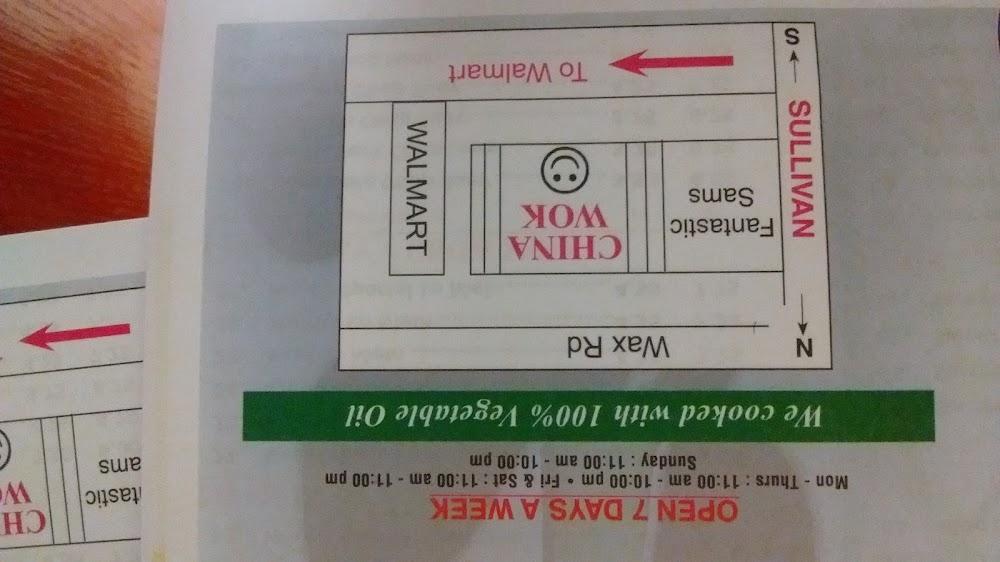 OPEN 7 DAYS A WEEK
Mon - Thurs : 11:00 am - 10:00 pm • Fri & Sat : 11:00 am - 11:00 pm
Sunday : 11:00 am - 10:00 pm
We cooked with 100% Vegetable Oil
N
Wax Rd
SULLIVAN
Fantastic
Sams
CHINA
WOK
WALMART
To Walmart
S
CH
WO
tastic
ams